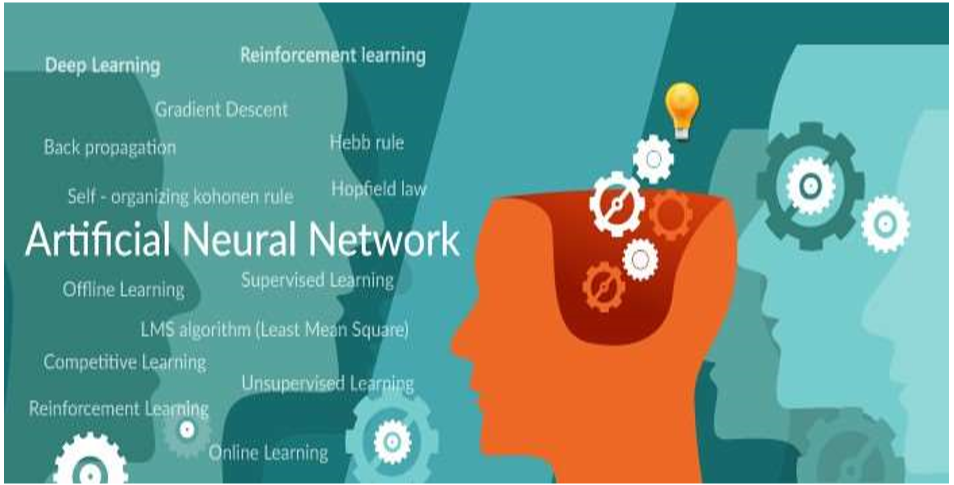 Deep Learning
Reinforcement learning
Gradient Descent
Back propagation
Hebb rule
Self - organizing kohonen rule
Hopfield law
Artificial Neural Network
Offline Learning
Supervised Learning
LMS algorithm (Least Mean Square)
Competitive Learning
Unsupervised Learning
Reinforcement Learning
Online Learning